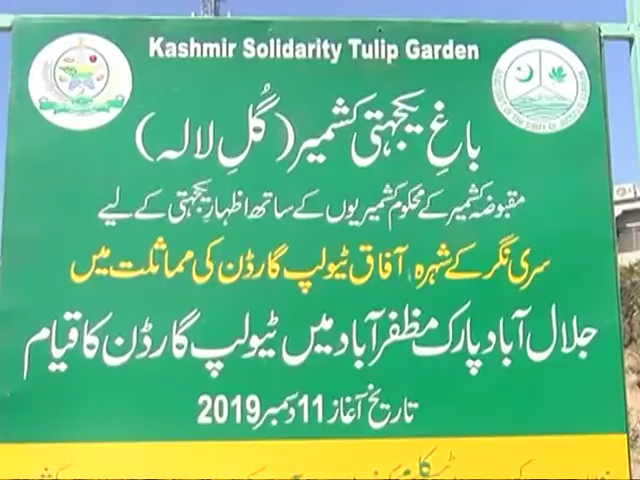 Kashmir Solidarity Tulip Garden
باغِ یکجہتی کشمیر (گُلِ لالہ)
مقبوضہ کشمیر کے محکوم کشمیریوں کے ساتھ اظہارِ یکجہتی کے لیے
سری نگر کے شہرہ آفاق ٹیولپ گارڈن کی مماثلت میں
جلال آباد پارک مظفرآباد میں ٹیولپ گارڈن کا قیام
تاریخ آغاز 11 دسمبر 2019